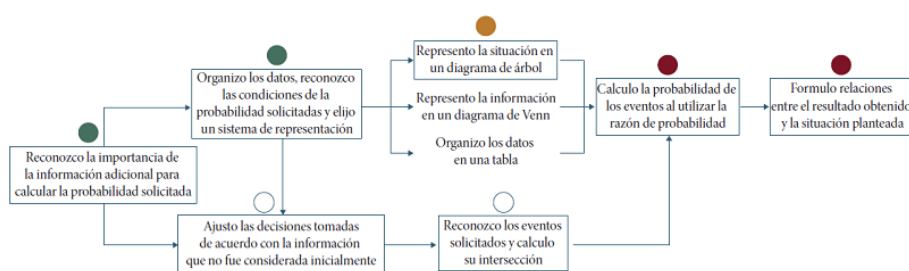 Reconozco la importancia de
la información adicional para
calcular la probabilidad solicitada
Organizo los datos, reconozco
las condiciones de la
probabilidad solicitadas y elijo
un sistema de representación
Ajusto las decisiones tomadas
de acuerdo con la información
que no fue considerada inicialmente
Represento la situación en
un diagrama de árbol
Represento la información
en un diagrama de Venn
Organizo los datos
en una tabla
Reconozco los eventos
solicitados y calculo
su intersección
Calculo la probabilidad de
los eventos al utilizar la
razón de probabilidad
Formulo relaciones
entre el resultado obtenido
y la situación planteada